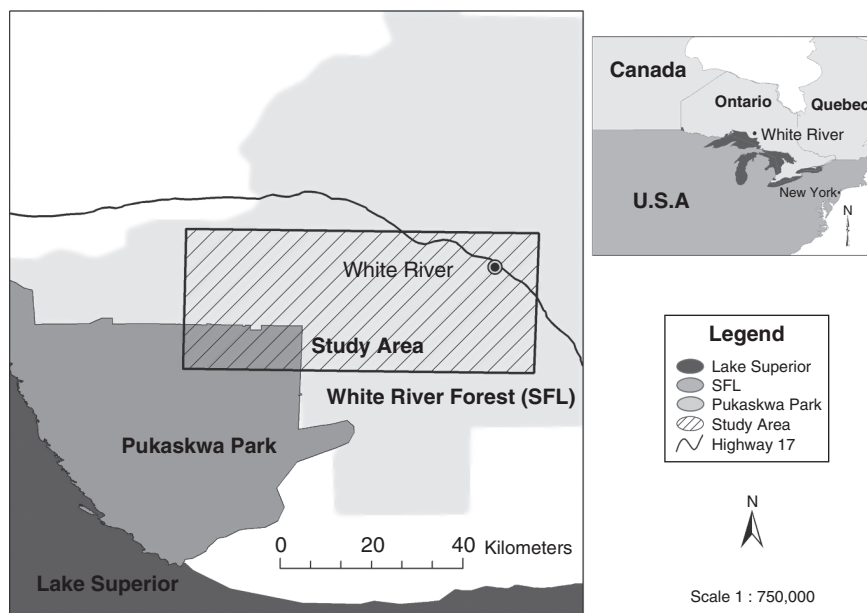 White River
Study Area
White River Forest (SFL)
Pukaskwa Park
0 20 40 Kilometers
Lake Superior
Canada
Ontario
Quebec
White River
U.S.A
New York
N
Legend
Lake Superior
SFL
Pukaskwa Park
Study Area
Highway 17
N
Scale 1 : 750,000